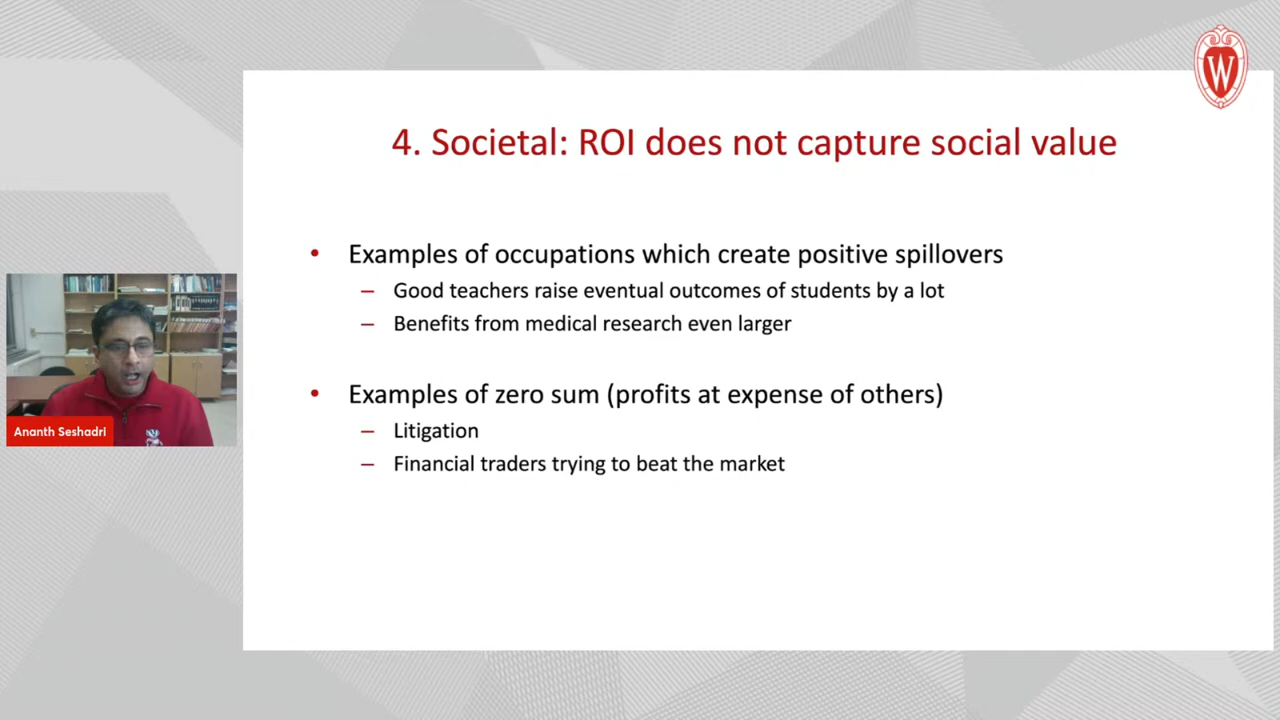 W
4. Societal: ROI does not capture social value
• Examples of occupations which create positive spillovers
– Good teachers raise eventual outcomes of students by a lot
– Benefits from medical research even larger
• Examples of zero sum (profits at expense of others)
– Litigation
– Financial traders trying to beat the market
Ananth Seshadri